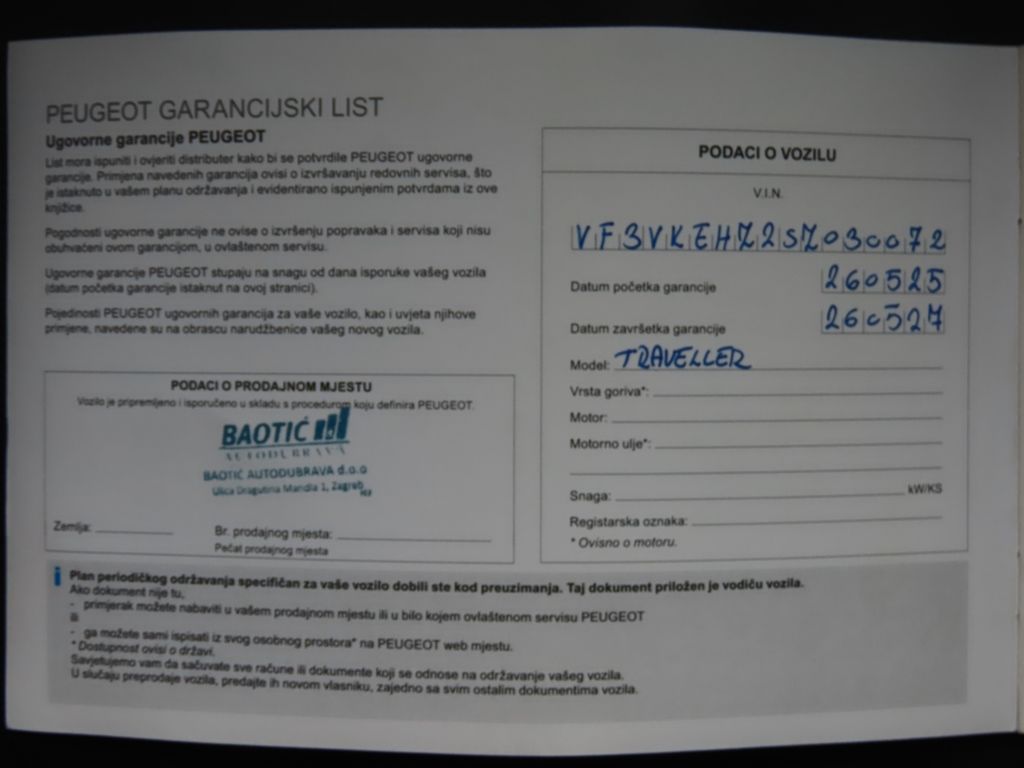 PEUGEOT GARANCIJSKI LIST
Ugovorne garancije PEUGEOT
List mora ispuniti i ovjeriti distributer kako bi se potvrdile PEUGEOT ugovorne
garancije. Primjena navedenih garancija ovisi o izvršavanju redovnih servisa, što
je istaknuto u vašem planu održavanja i evidentirano ispunjenim potvrdama iz ove
knjižice.
Pogodnosti ugovorne garancije ne ovise o izvršenju popravaka i servisa koji nisu
obuhvaćeni ovom garancijom, u ovlaštenom servisu.
Ugovorne garancije PEUGEOT stupaju na snagu od dana isporuke vašeg vozila
(datum početka garancije istaknut na ovoj stranici).
Pojedinosti PEUGEOT ugovornih garancija za vaše vozilo, kao i uvjeta njihove
primjene, navedene su na obrascu narudžbenice vašeg novog vozila.
PODACI O PRODAJNOM MJESTU
Vozilo je pripremljeno i isporučeno u skladu s procedurom koju definira PEUGEOT.
BAOTIĆ
AUTODUBRAVA
BAOTIĆ AUTODUBRAVA d.o.o
Ulica Dragutina Mandla 1, Zagreb
Zemlja:
Br. prodajnog mjesta:
Pečat prodajnog mjesta
PODACI O VOZILU
V.I.N.
VF3VKEHZ2SZ030072
Datum početka garancije 260525
Datum završetka garancije 260527
Model: TRAVELLER
Vrsta goriva*:
Motor:
Motorno ulje*:
Snaga: kW/KS
Registarska oznaka:
* Ovisno o motoru.
i Plan periodičkog održavanja specifičan za vaše vozilo dobili ste kod preuzimanja. Taj dokument priložen je vodiču vozila.
Ako dokument nije tu,
- primjerak možete nabaviti u vašem prodajnom mjestu ili u bilo kojem ovlaštenom servisu PEUGEOT
ili
- ga možete sami ispisati iz svog osobnog prostora* na PEUGEOT web mjestu.
* Dostupnost ovisi o državi.
Savjetujemo vam da sačuvate sve račune ili dokumente koji se odnose na održavanje vašeg vozila.
U slučaju preprodaje vozila, predajte ih novom vlasniku, zajedno sa svim ostalim dokumentima vozila.